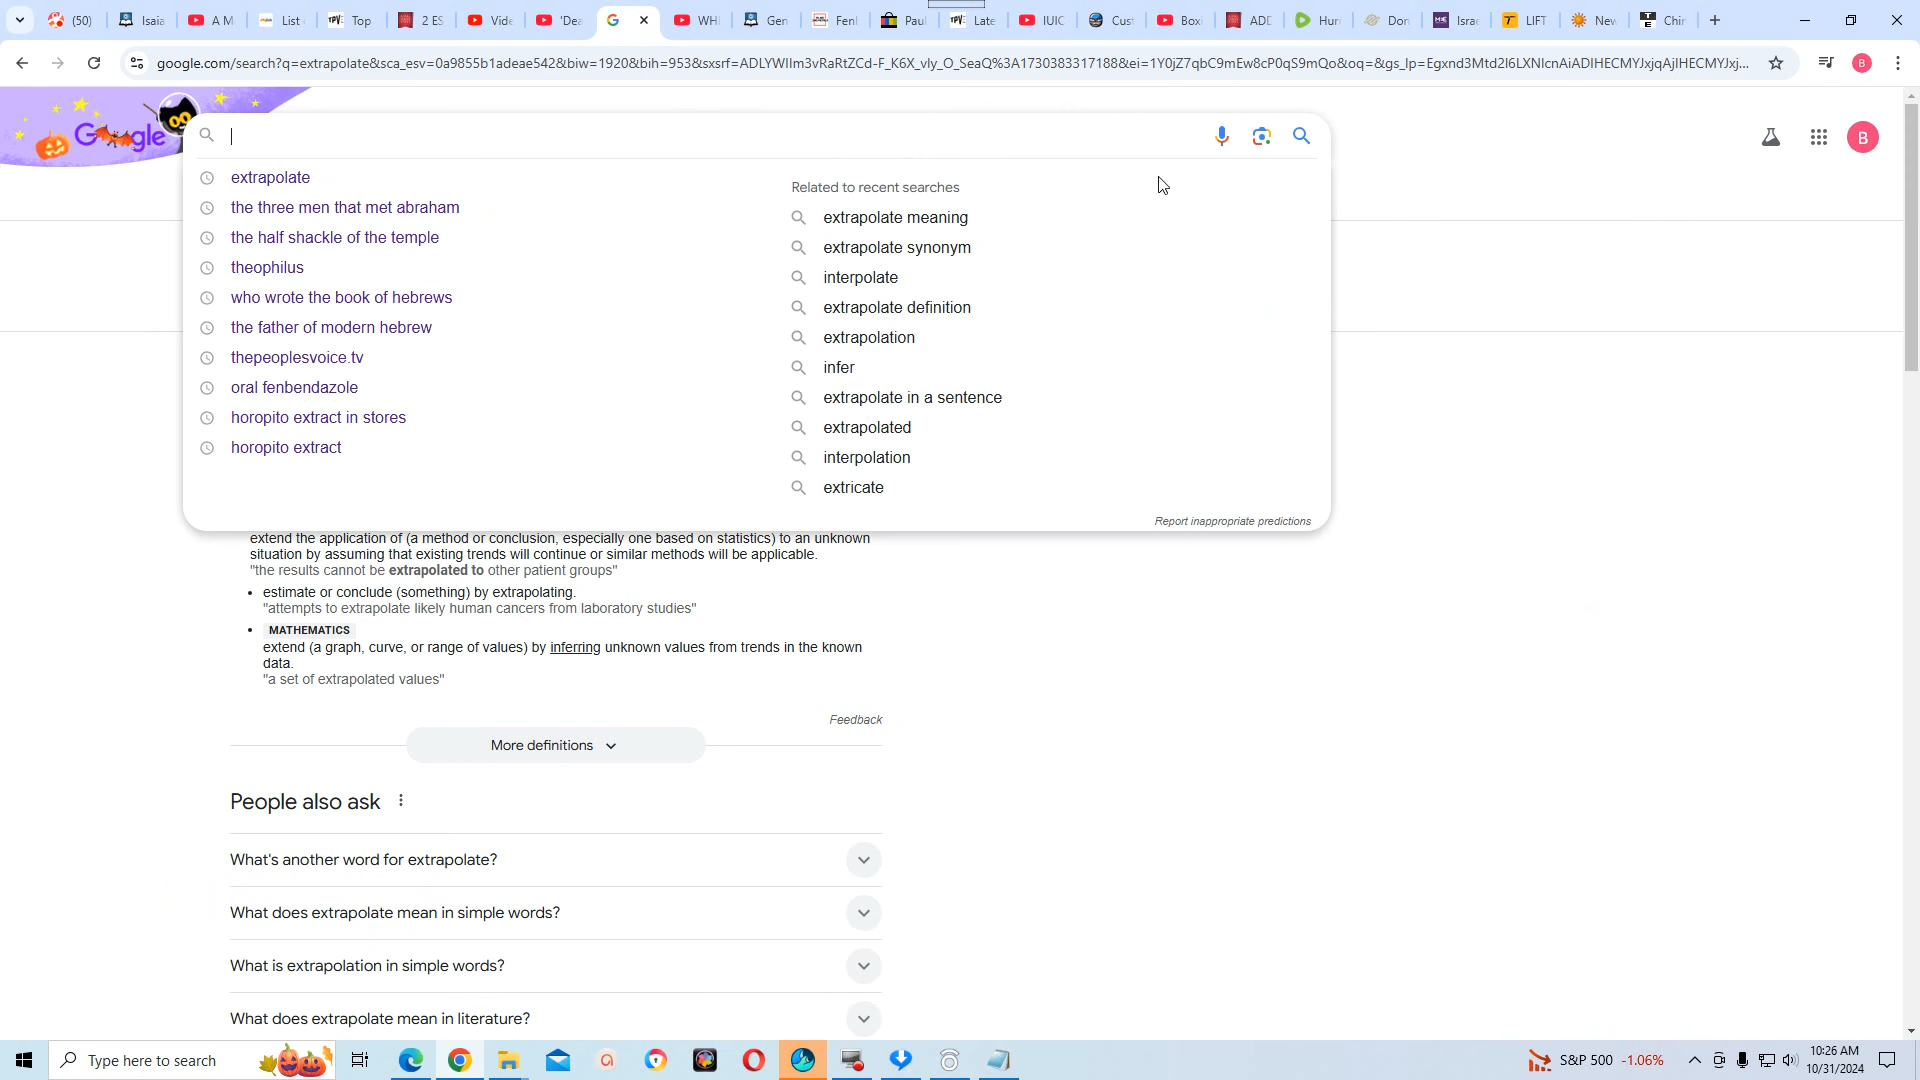 (50)
Isaia
A M
List
Top
2 ES
Vide
'Dea
WHI
Gen
Fenl
Paul
Late
IUIC
Cust
Boxi
ADD
Hurr
Don
Isra
LIFT
New
Chin
google.com/search?q=extrapolate&sca_esv=0a9855b1adeae542&biw=1920&bih=953&sxsrf=ADLYWIIm3vRaRtZCd-F_K6X_vIy_O_SeaQ%3A1730383317188&ei=1Y0jZ7qbC9mEw8cP0qS9mQo&oq=&gs_lp=Egxnd3Mtd2l6LXNlcnAiADIHECMYJxjqAjIHECMYJxj...
B
Google
B
extrapolate
the three men that met abraham
the half shackle of the temple
theophilus
who wrote the book of hebrews
the father of modern hebrew
thepeoplesvoice.tv
oral fenbendazole
horopito extract in stores
horopito extract
Related to recent searches
extrapolate meaning
extrapolate synonym
interpolate
extrapolate definition
extrapolation
infer
extrapolate in a sentence
extrapolated
interpolation
extricate
Report inappropriate predictions
extend the application of (a method or conclusion, especially one based on statistics) to an unknown
situation by assuming that existing trends will continue or similar methods will be applicable.
"the results cannot be extrapolated to other patient groups"
• estimate or conclude (something) by extrapolating.
"attempts to extrapolate likely human cancers from laboratory studies"
• MATHEMATICS
extend (a graph, curve, or range of values) by inferring unknown values from trends in the known
data.
"a set of extrapolated values"
Feedback
More definitions
People also ask
What's another word for extrapolate?
What does extrapolate mean in simple words?
What is extrapolation in simple words?
What does extrapolate mean in literature?
Type here to search
S&P 500 -1.06%
10:26 AM
10/31/2024